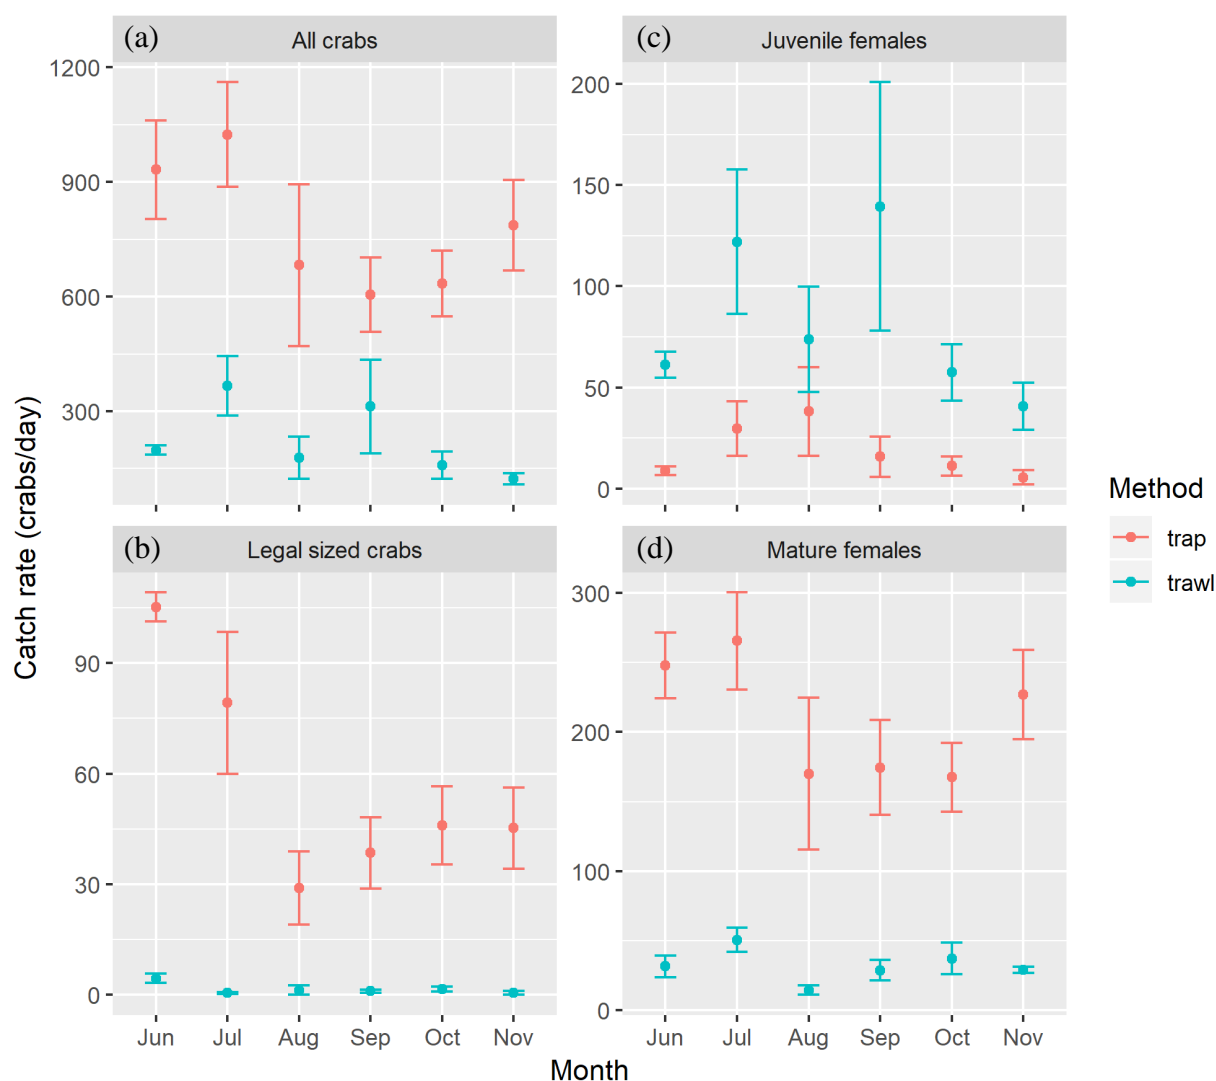 (a) All crabs
(c) Juvenile females
1200
900
600
300
200
150
100
50
0
Catch rate (crabs/day)
(b) Legal sized crabs
(d) Mature females
90
60
30
0
300
200
100
0
Jun Jul Aug Sep Oct Nov
Jun Jul Aug Sep Oct Nov
Month
Method
trap
trawl